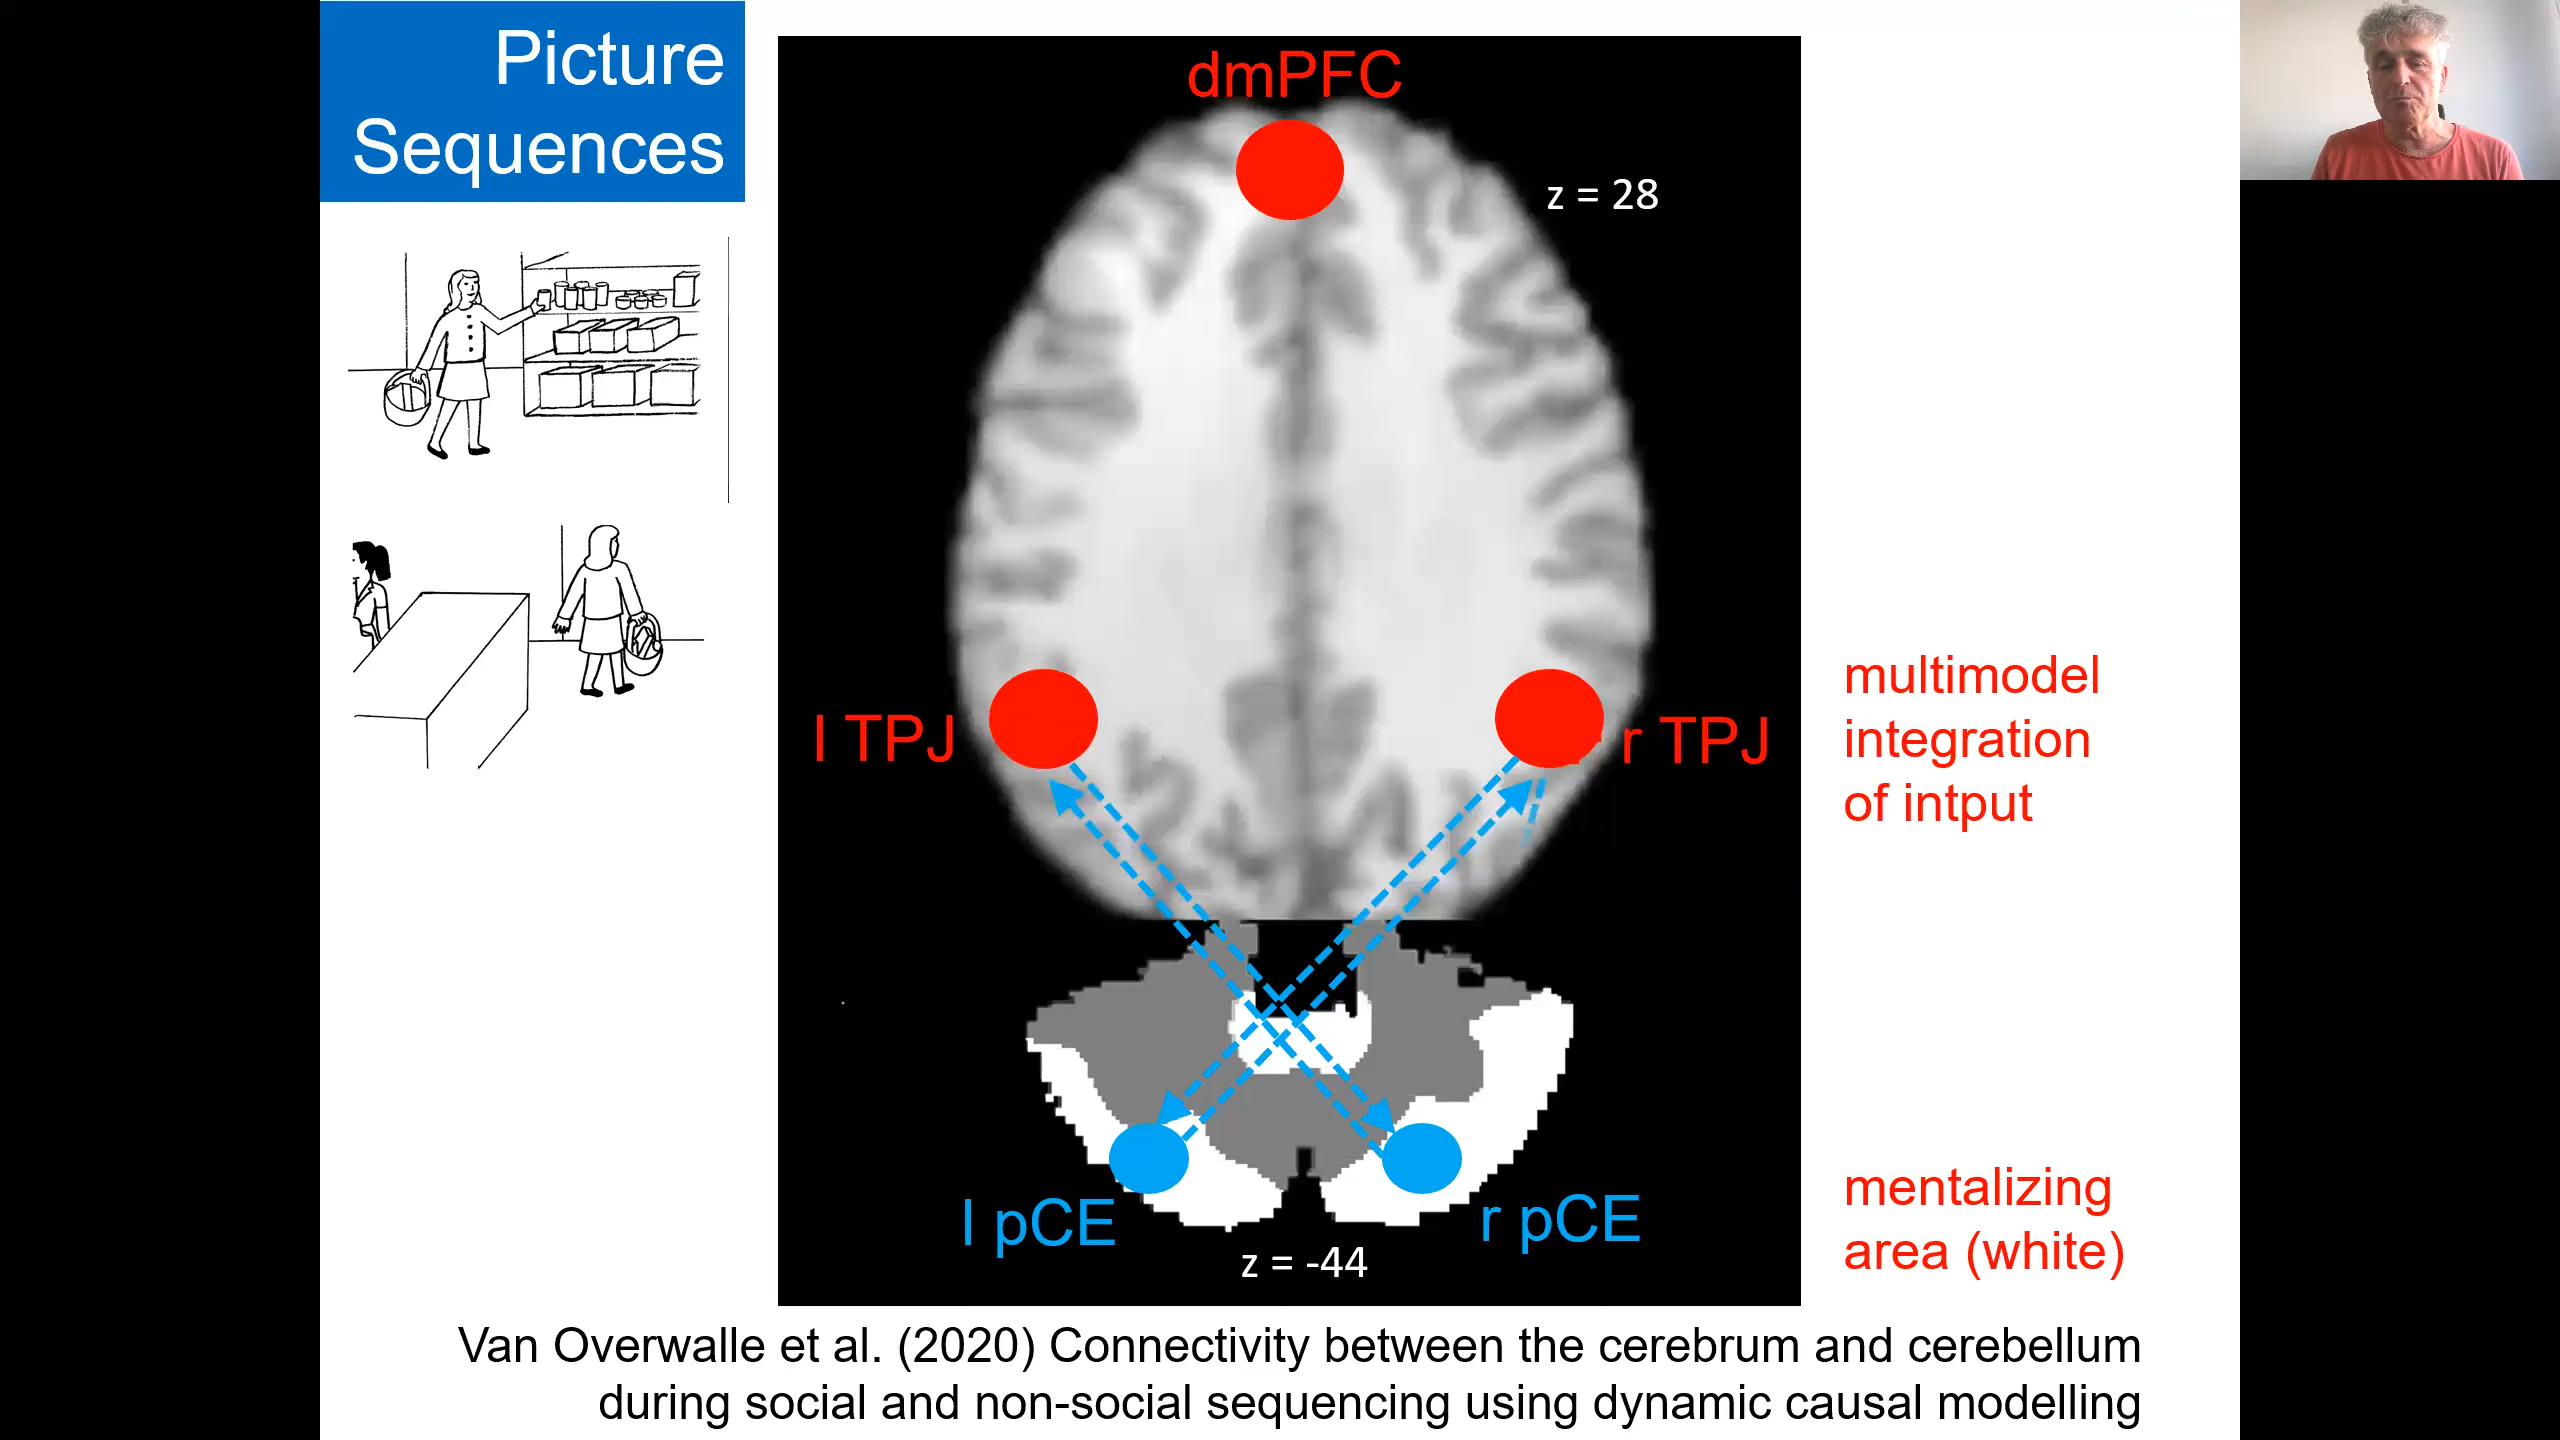 Picture
Sequences
dmPFC
z = 28
l TPJ
r TPJ
multimodel
integration
of intput
l pCE
r pCE
z = -44
mentalizing
area (white)
Van Overwalle et al. (2020) Connectivity between the cerebrum and cerebellum
during social and non-social sequencing using dynamic causal modelling